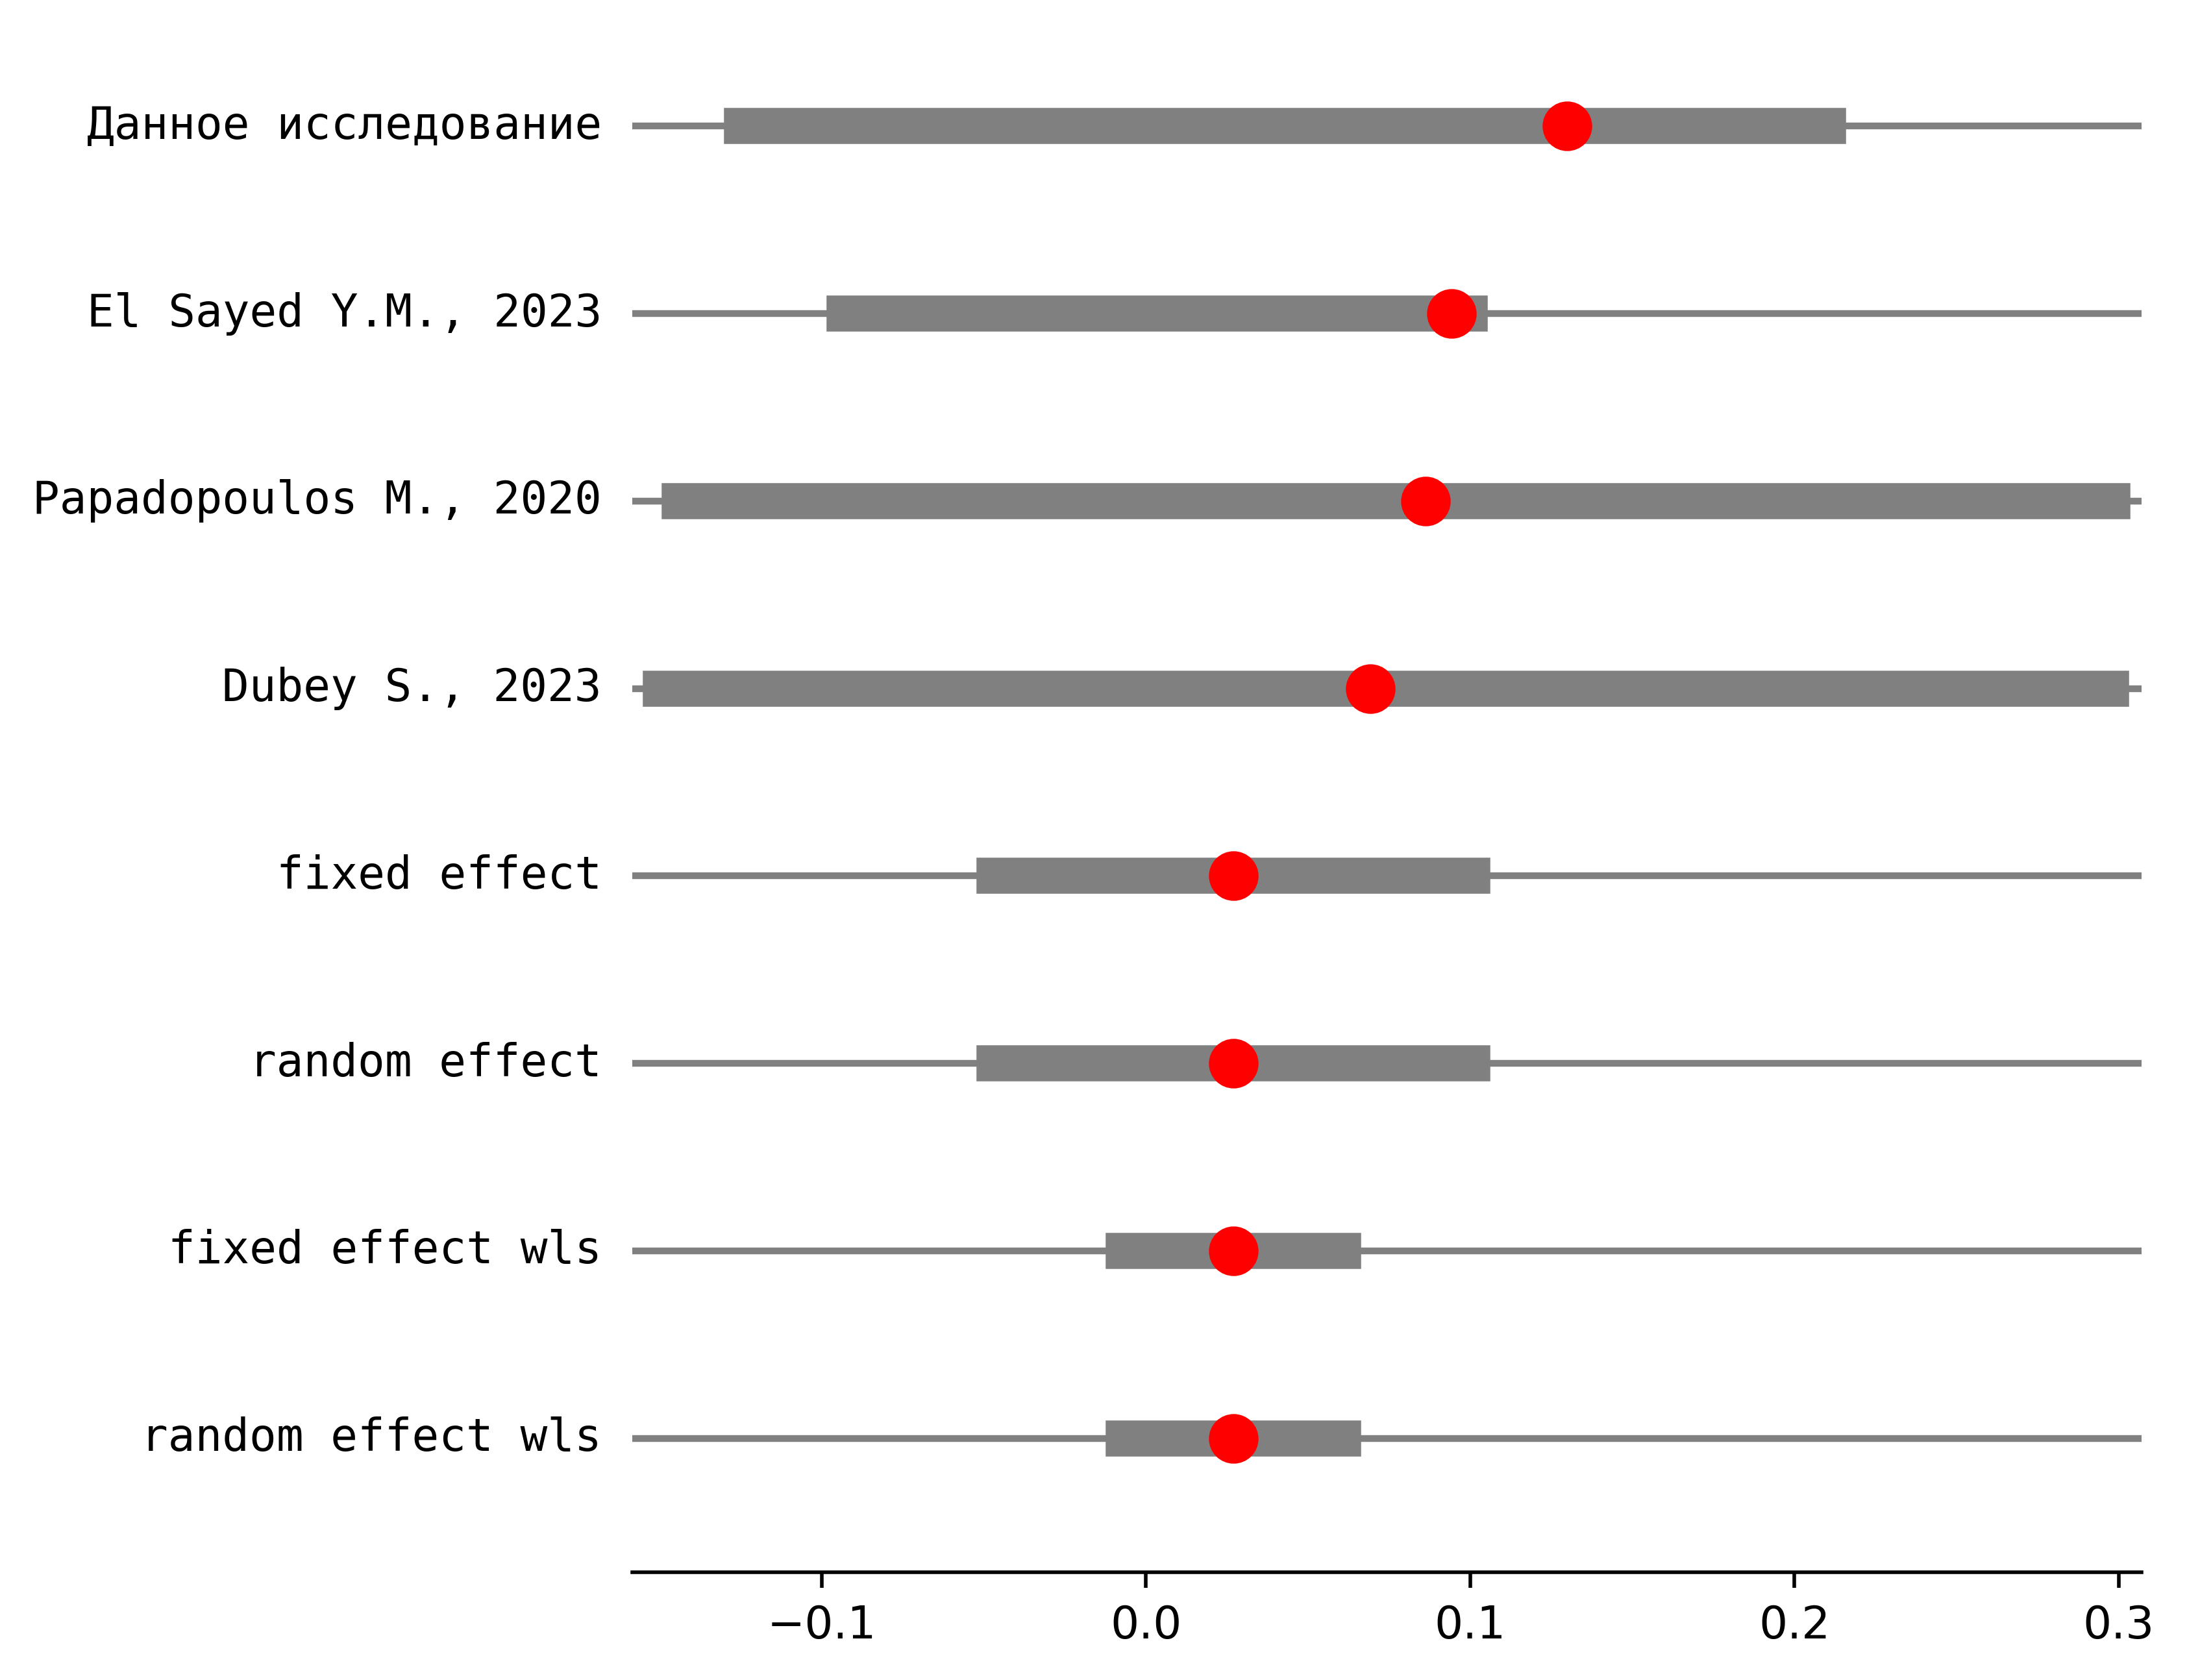 Данное исследование
El Sayed Y.M., 2023
Papadopoulos M., 2020
Dubey S., 2023
fixed effect
random effect
fixed effect wls
random effect wls
−0.1 0.0 0.1 0.2 0.3